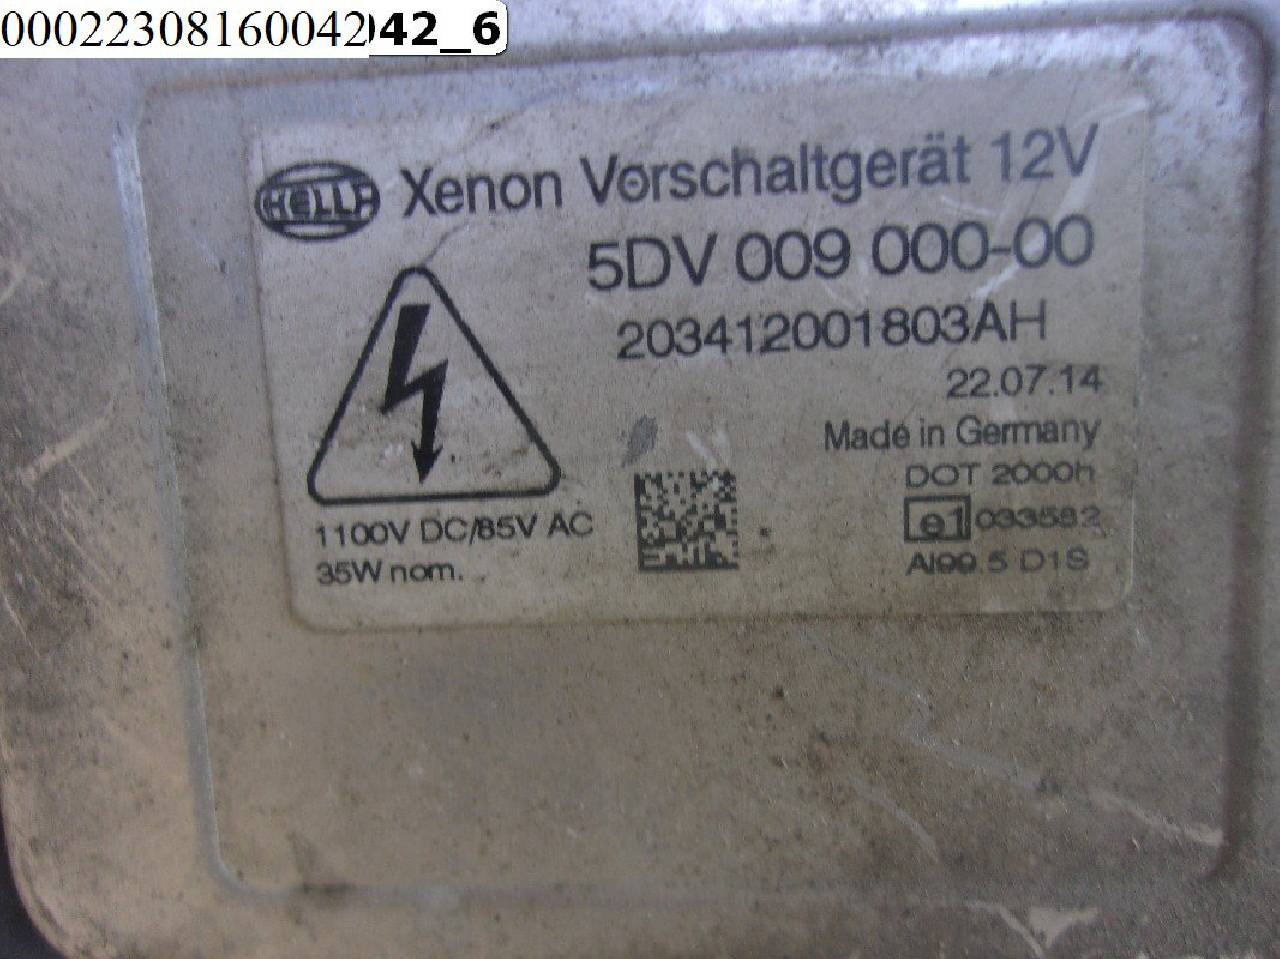 00022308160042
042_6
HELLA
Xenon Vorschaltgerät 12V
5DV 009 000-00
203412001803AH
22.07.14
Made in Germany
DOT 2000h
e1 033582
AI99.5 D1S
1100V DC/85V AC
35W nom.